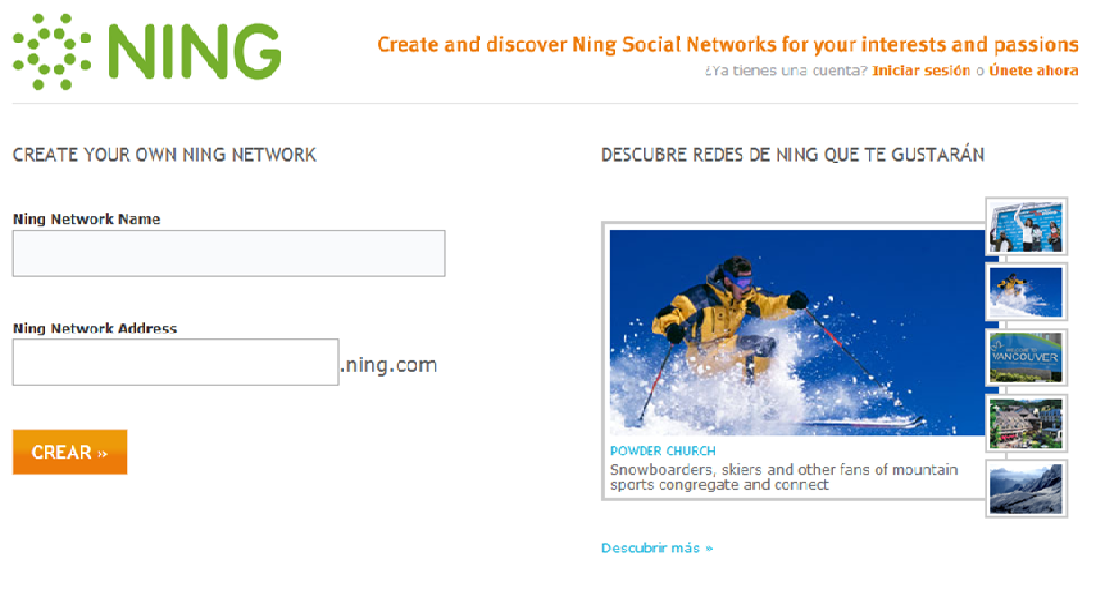 NING
Create and discover Ning Social Networks for your interests and passions
¿Ya tienes una cuenta? Iniciar sesión o Únete ahora
CREATE YOUR OWN NING NETWORK
Ning Network Name
Ning Network Address
.ning.com
CREAR »
DESCUBRE REDES DE NING QUE TE GUSTARÁN
VANCOUVER
POWDER CHURCH
Snowboarders, skiers and other fans of mountain
sports congregate and connect
Descubrir más »